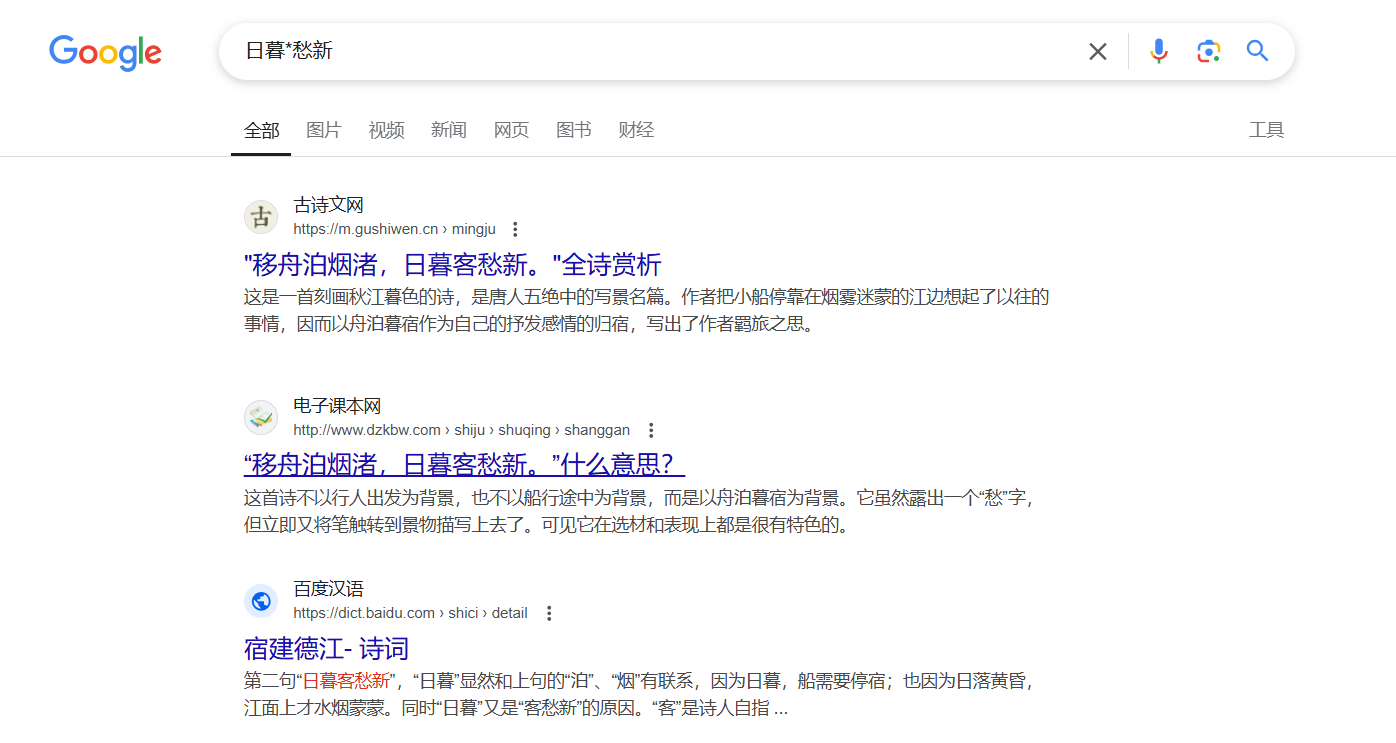 Google
日暮*愁新
全部 图片 视频 新闻 网页 图书 财经 工具
古诗文网
https://m.gushiwen.cn › mingju
"移舟泊烟渚，日暮客愁新。"全诗赏析
这是一首刻画秋江暮色的诗，是唐人五绝中的写景名篇。作者把小船停靠在烟雾迷蒙的江边想起了以往的
事情，因而以舟泊暮宿作为自己的抒发感情的归宿，写出了作者羁旅之思。
电子课本网
http://www.dzkbw.com › shiju › shuqing › shanggan
“移舟泊烟渚，日暮客愁新。”什么意思？
这首诗不以行人出发为背景，也不以船行途中为背景，而是以舟泊暮宿为背景。它虽然露出一个“愁”字，
但立即又将笔触转到景物描写上去了。可见它在选材和表现上都是很有特色的。
百度汉语
https://dict.baidu.com › shici › detail
宿建德江- 诗词
第二句“日暮客愁新”，“日暮”显然和上句的“泊”、“烟”有联系，因为日暮，船需要停宿；也因为日落黄昏，
江面上才水烟蒙蒙。同时“日暮”又是“客愁新”的原因。“客”是诗人自指 ...